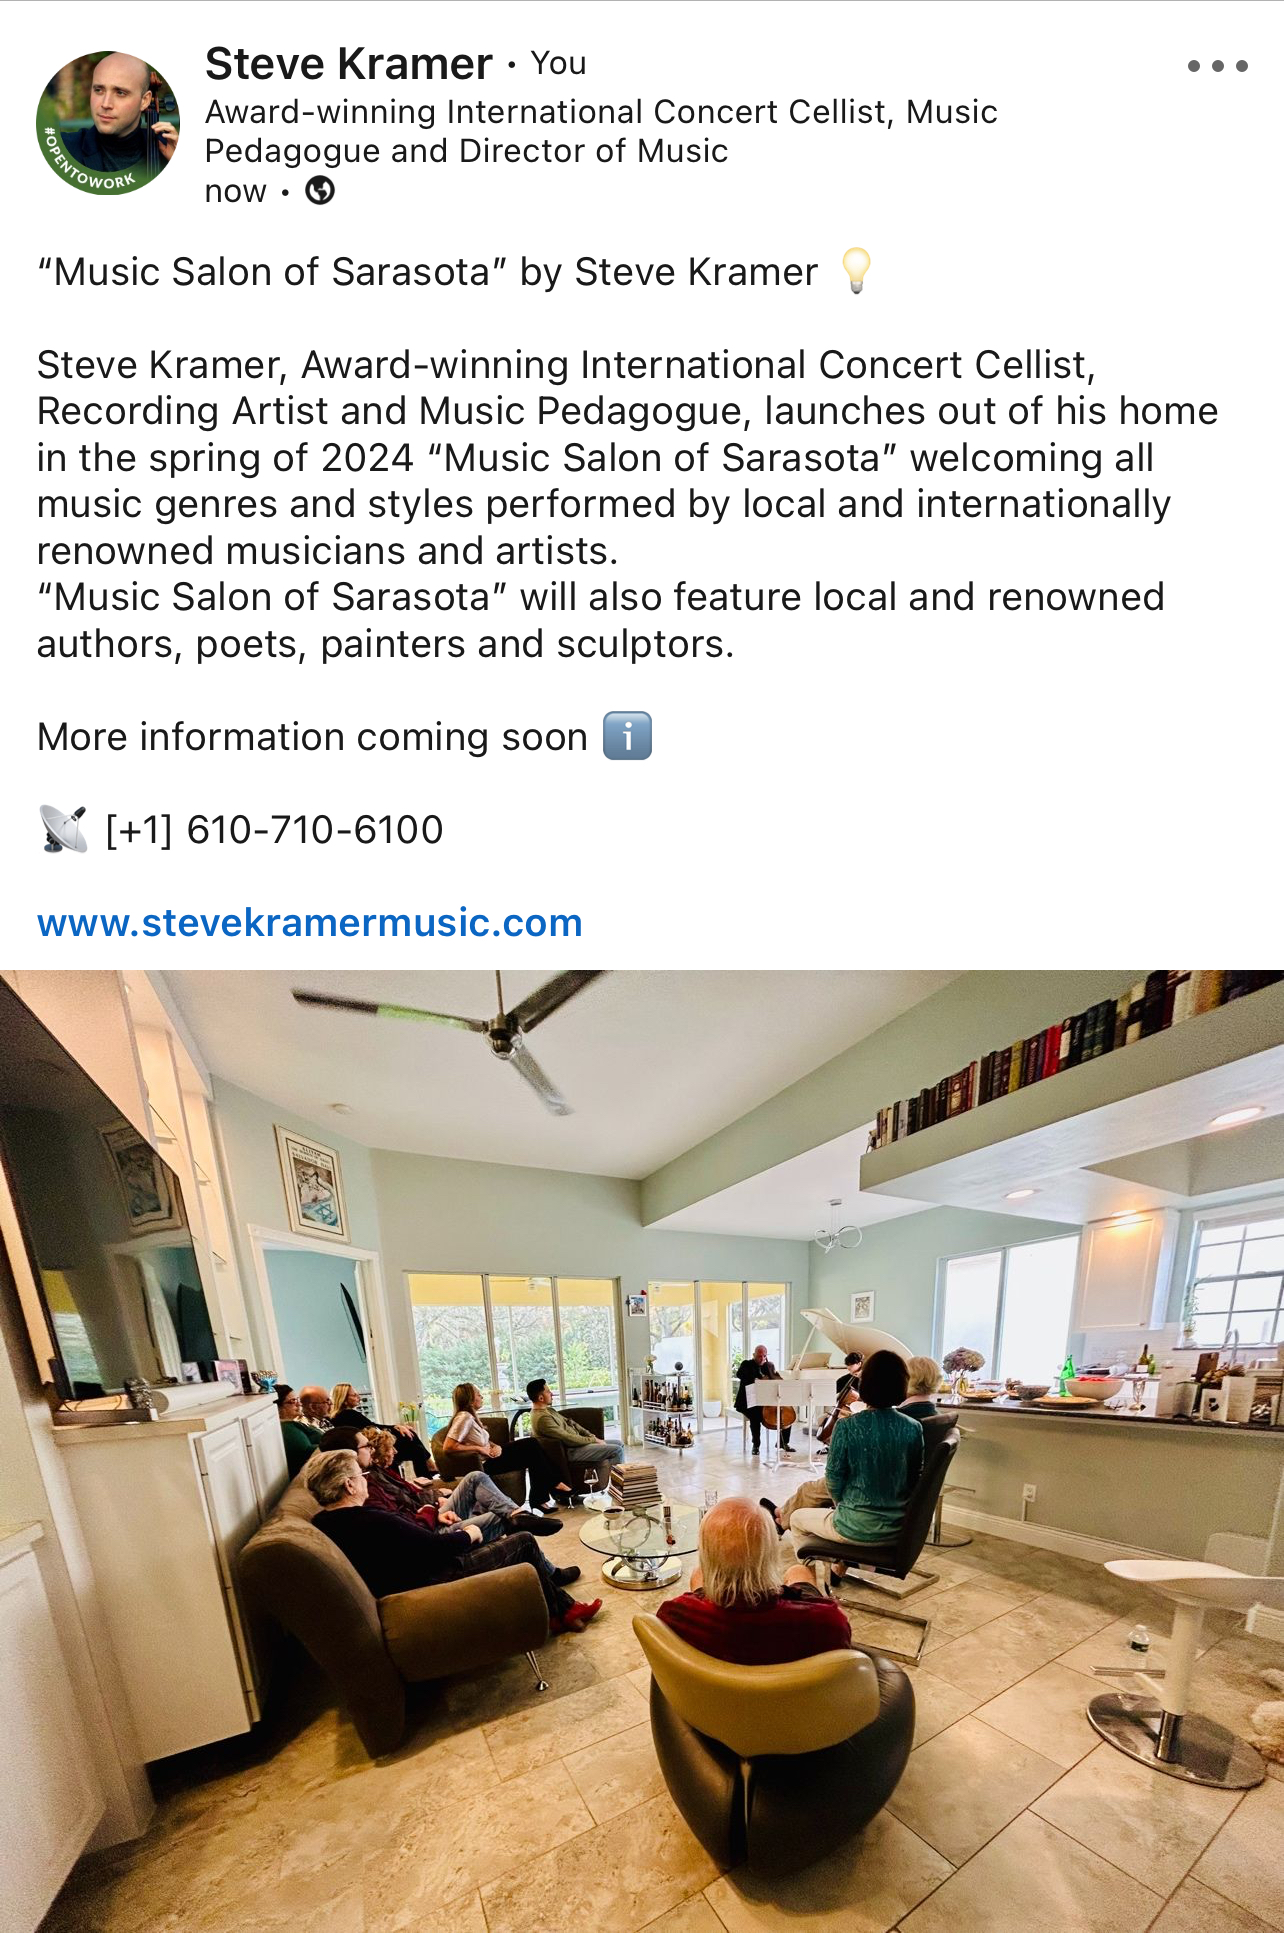 Steve Kramer • You
Award-winning International Concert Cellist, Music
Pedagogue and Director of Music
now •
#OPENTOWORK
“Music Salon of Sarasota” by Steve Kramer 💡
Steve Kramer, Award-winning International Concert Cellist,
Recording Artist and Music Pedagogue, launches out of his home
in the spring of 2024 “Music Salon of Sarasota” welcoming all
music genres and styles performed by local and internationally
renowned musicians and artists.
“Music Salon of Sarasota” will also feature local and renowned
authors, poets, painters and sculptors.
More information coming soon ℹ️
📡 [+1] 610-710-6100
www.stevekramermusic.com